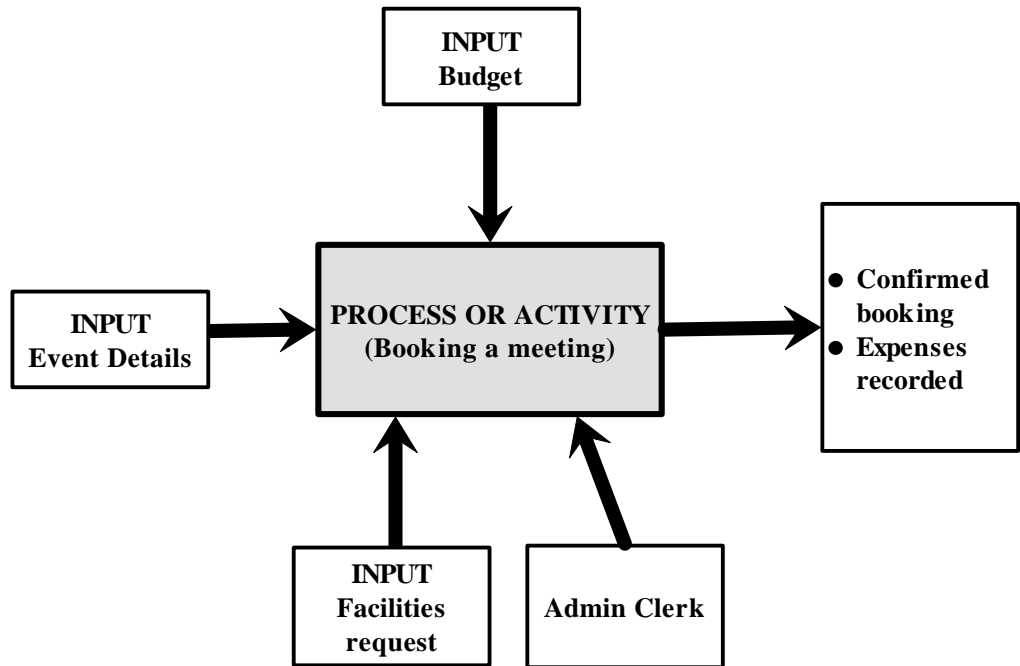 INPUT
Budget
INPUT
Event Details
PROCESS OR ACTIVITY
(Booking a meeting)
● Confirmed
booking
● Expenses
recorded
INPUT
Facilities
request
Admin Clerk